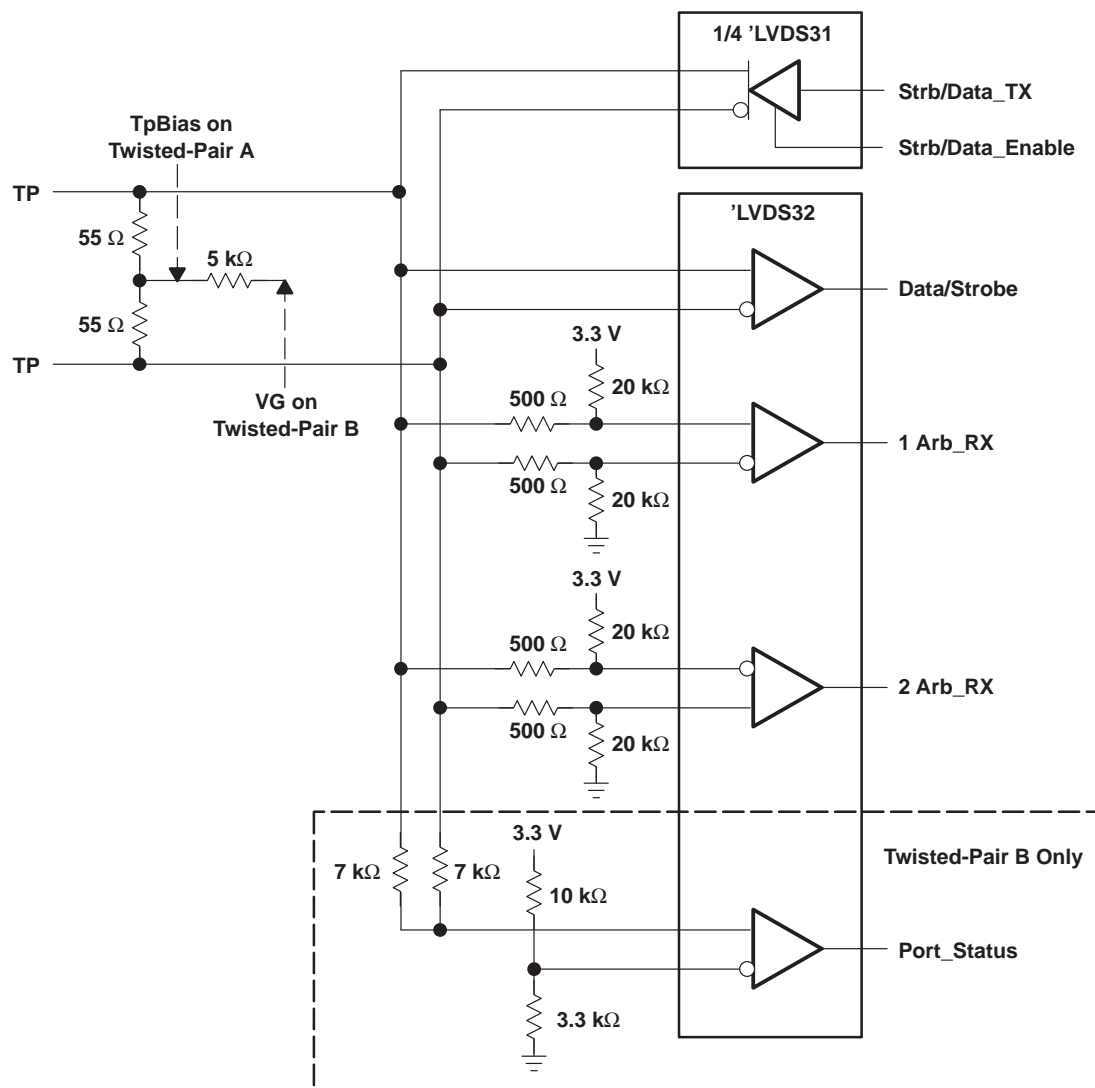 1/4 ’LVDS31
Strb/Data_TX
Strb/Data_Enable
TpBias on
Twisted-Pair A
TP
55 Ω
5 kΩ
55 Ω
TP
VG on
Twisted-Pair B
’LVDS32
Data/Strobe
3.3 V
20 kΩ
500 Ω
1 Arb_RX
500 Ω
20 kΩ
3.3 V
20 kΩ
500 Ω
2 Arb_RX
500 Ω
20 kΩ
3.3 V
Twisted-Pair B Only
7 kΩ
7 kΩ
10 kΩ
Port_Status
3.3 kΩ